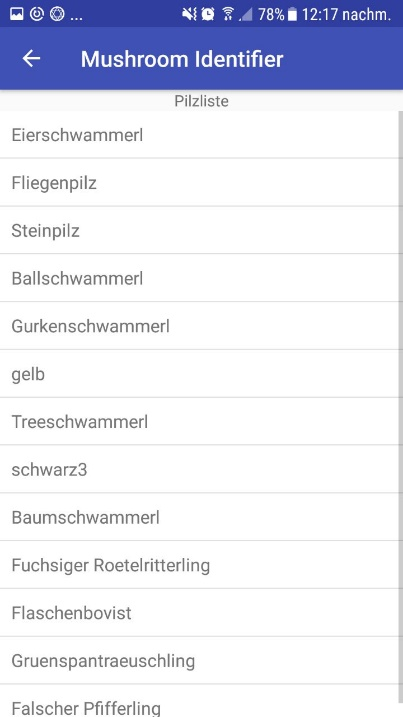 ... 78% 12:17 nachm.
Mushroom Identifier
Pilzliste
Eierschwammerl
Fliegenpilz
Steinpilz
Ballschwammerl
Gurkenschwammerl
gelb
Treeschwammerl
schwarz3
Baumschwammerl
Fuchsiger Roetelritterling
Flaschenbovist
Gruenspantraeuschling
Falscher Pfifferling